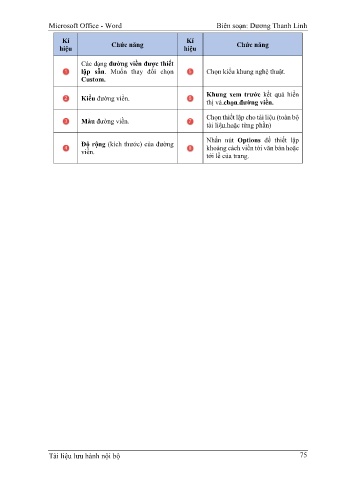 Microsoft Office - Word Biên soạn: Dương Thanh Linh
Kí hiệu Chức năng Kí hiệu Chức năng
1 Các dạng đường viền được thiết
lập sẵn. Muốn thay đổi chọn
Custom.
5 Chọn kiểu khung nghệ thuật.
2 Kiểu đường viền.
6 Khung xem trước kết quả hiển
thị và chọn đường viền.
3 Màu đường viền.
7 Chọn thiết lập cho tài liệu (toàn bộ
tài liệu hoặc từng phần)
4 Độ rộng (kích thước) của đường
viền.
8 Nhấn nút Options để thiết lập
khoảng cách viền tới văn bản hoặc
tới lề của trang.
Tài liệu lưu hành nội bộ 75